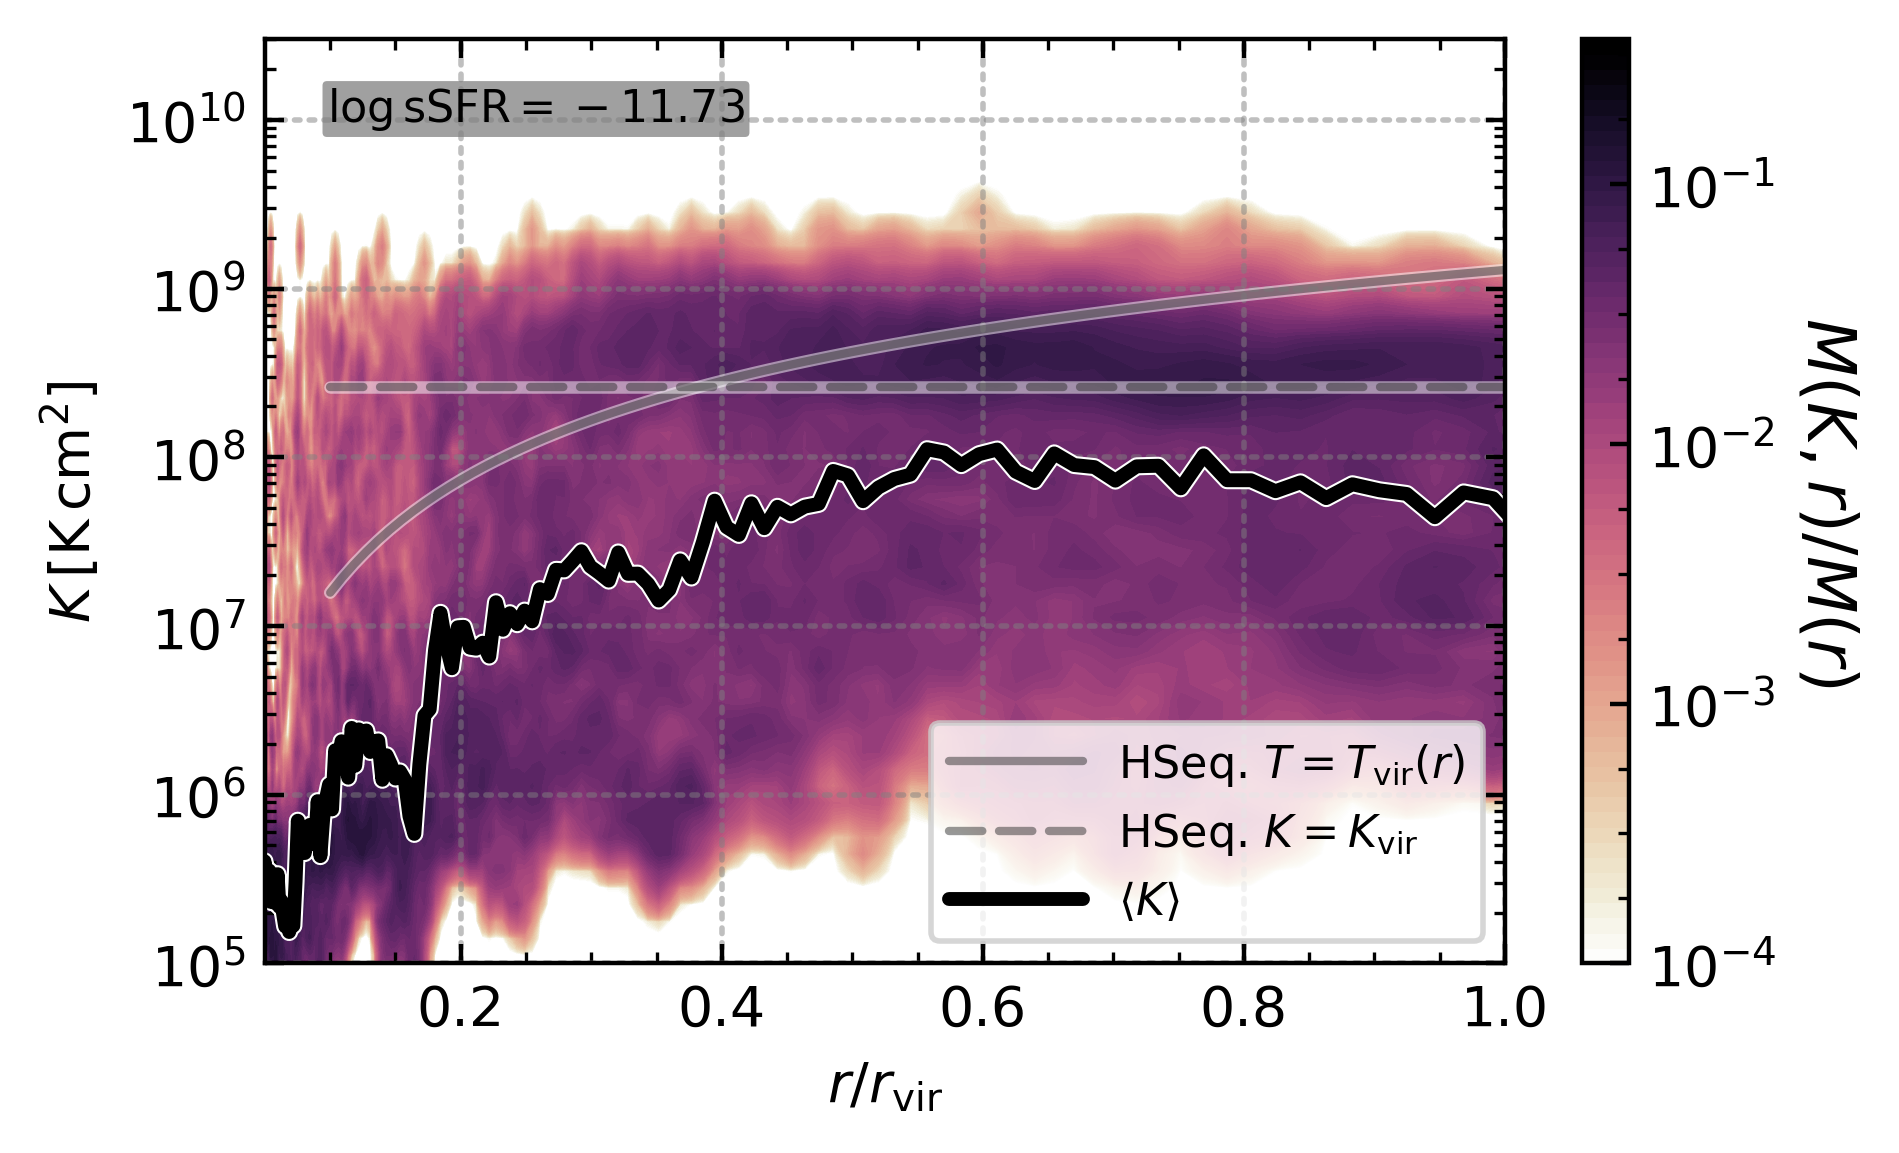 log sSFR = − 11.73
10^10
10^9
10^8
10^7
10^6
10^5
K [K cm^2]
0.2 0.4 0.6 0.8 1.0
r/r_vir
HSeq. T = T_vir(r)
HSeq. K = K_vir
⟨K⟩
10^−1
10^−2
10^−3
10^−4
M(K, r)/M(r)